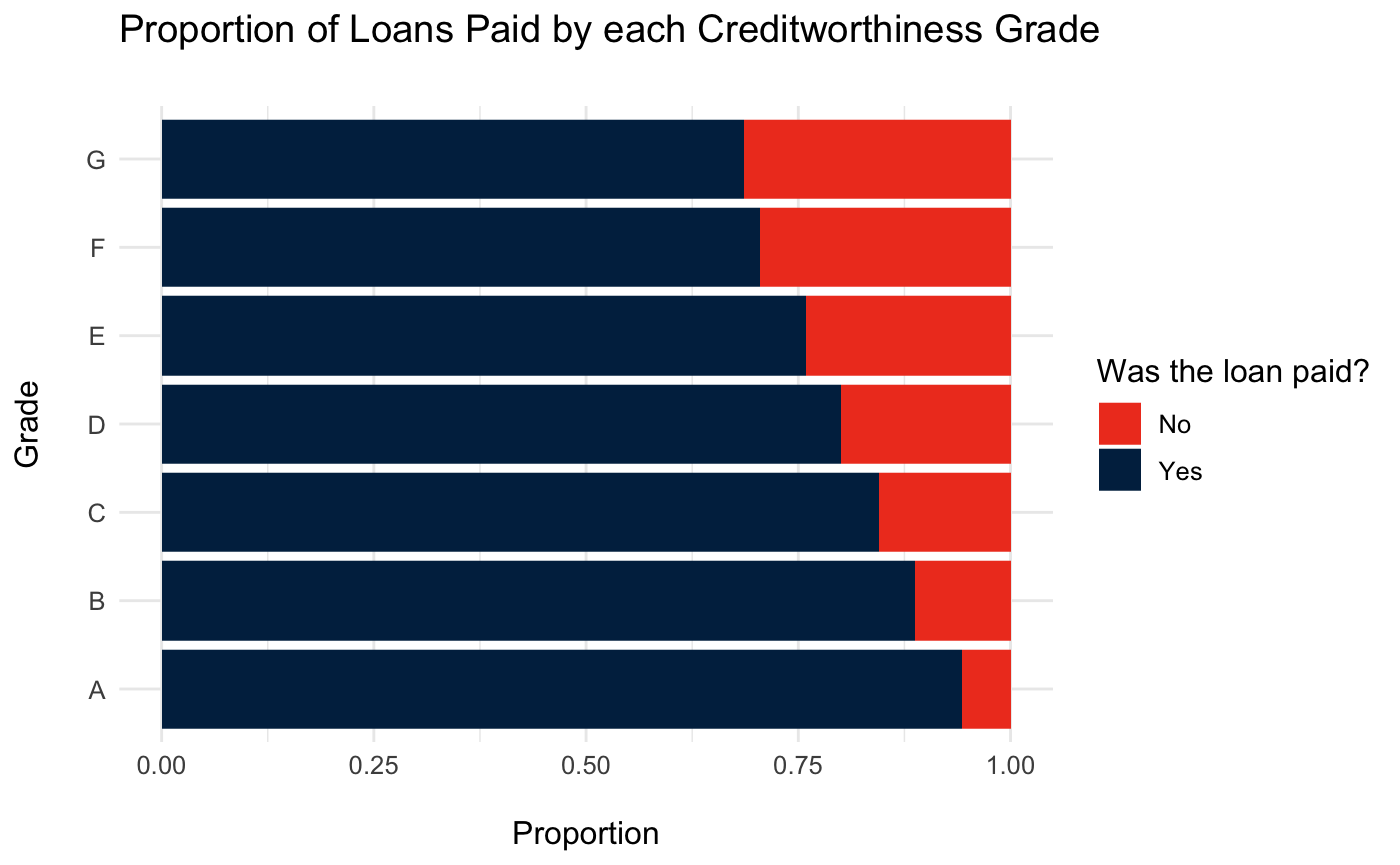 Proportion of Loans Paid by each Creditworthiness Grade
G
F
E
D
C
B
A
Grade
0.00 0.25 0.50 0.75 1.00
Proportion
Was the loan paid?
No
Yes